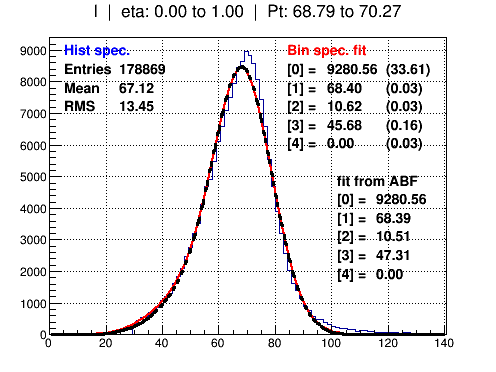 I | eta: 0.00 to 1.00 | Pt: 68.79 to 70.27
Hist spec.
Entries 178869
Mean 67.12
RMS 13.45
Bin spec. fit
[0] = 9280.56 (33.61)
[1] = 68.40 (0.03)
[2] = 10.62 (0.03)
[3] = 45.68 (0.16)
[4] = 0.00 (0.03)
fit from ABF
[0] = 9280.56
[1] = 68.39
[2] = 10.51
[3] = 47.31
[4] = 0.00
9000
8000
7000
6000
5000
4000
3000
2000
1000
0
0 20 40 60 80 100 120 140